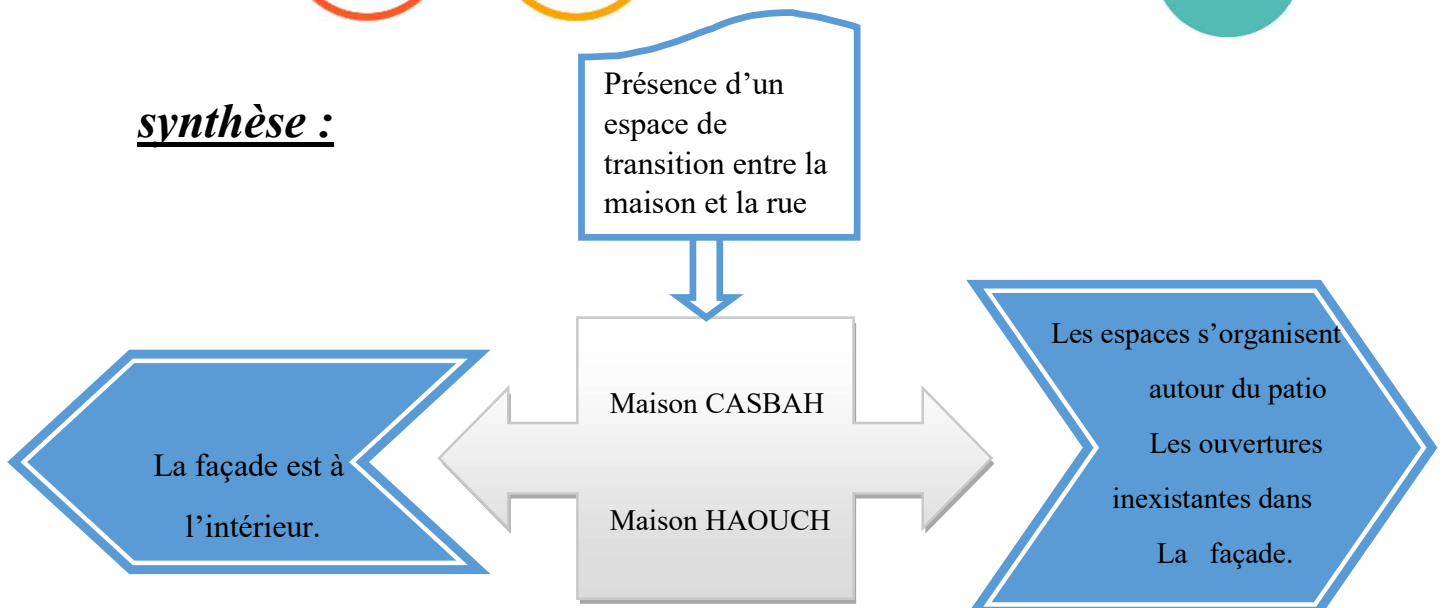 synthèse :
Présence d’un
espace de
transition entre la
maison et la rue
La façade est à
l’intérieur.
Maison CASBAH
Maison HAOUCH
Les espaces s’organisent
autour du patio
Les ouvertures
inexistantes dans
La façade.